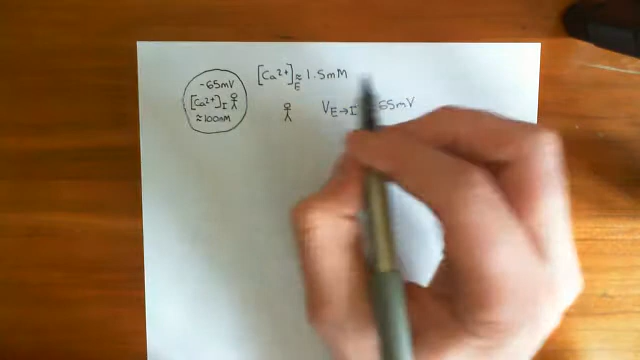 -65mV
[Ca²⁺]I
≈100nM
[Ca²⁺]E ≈ 1.5mM
VE→I -65mV